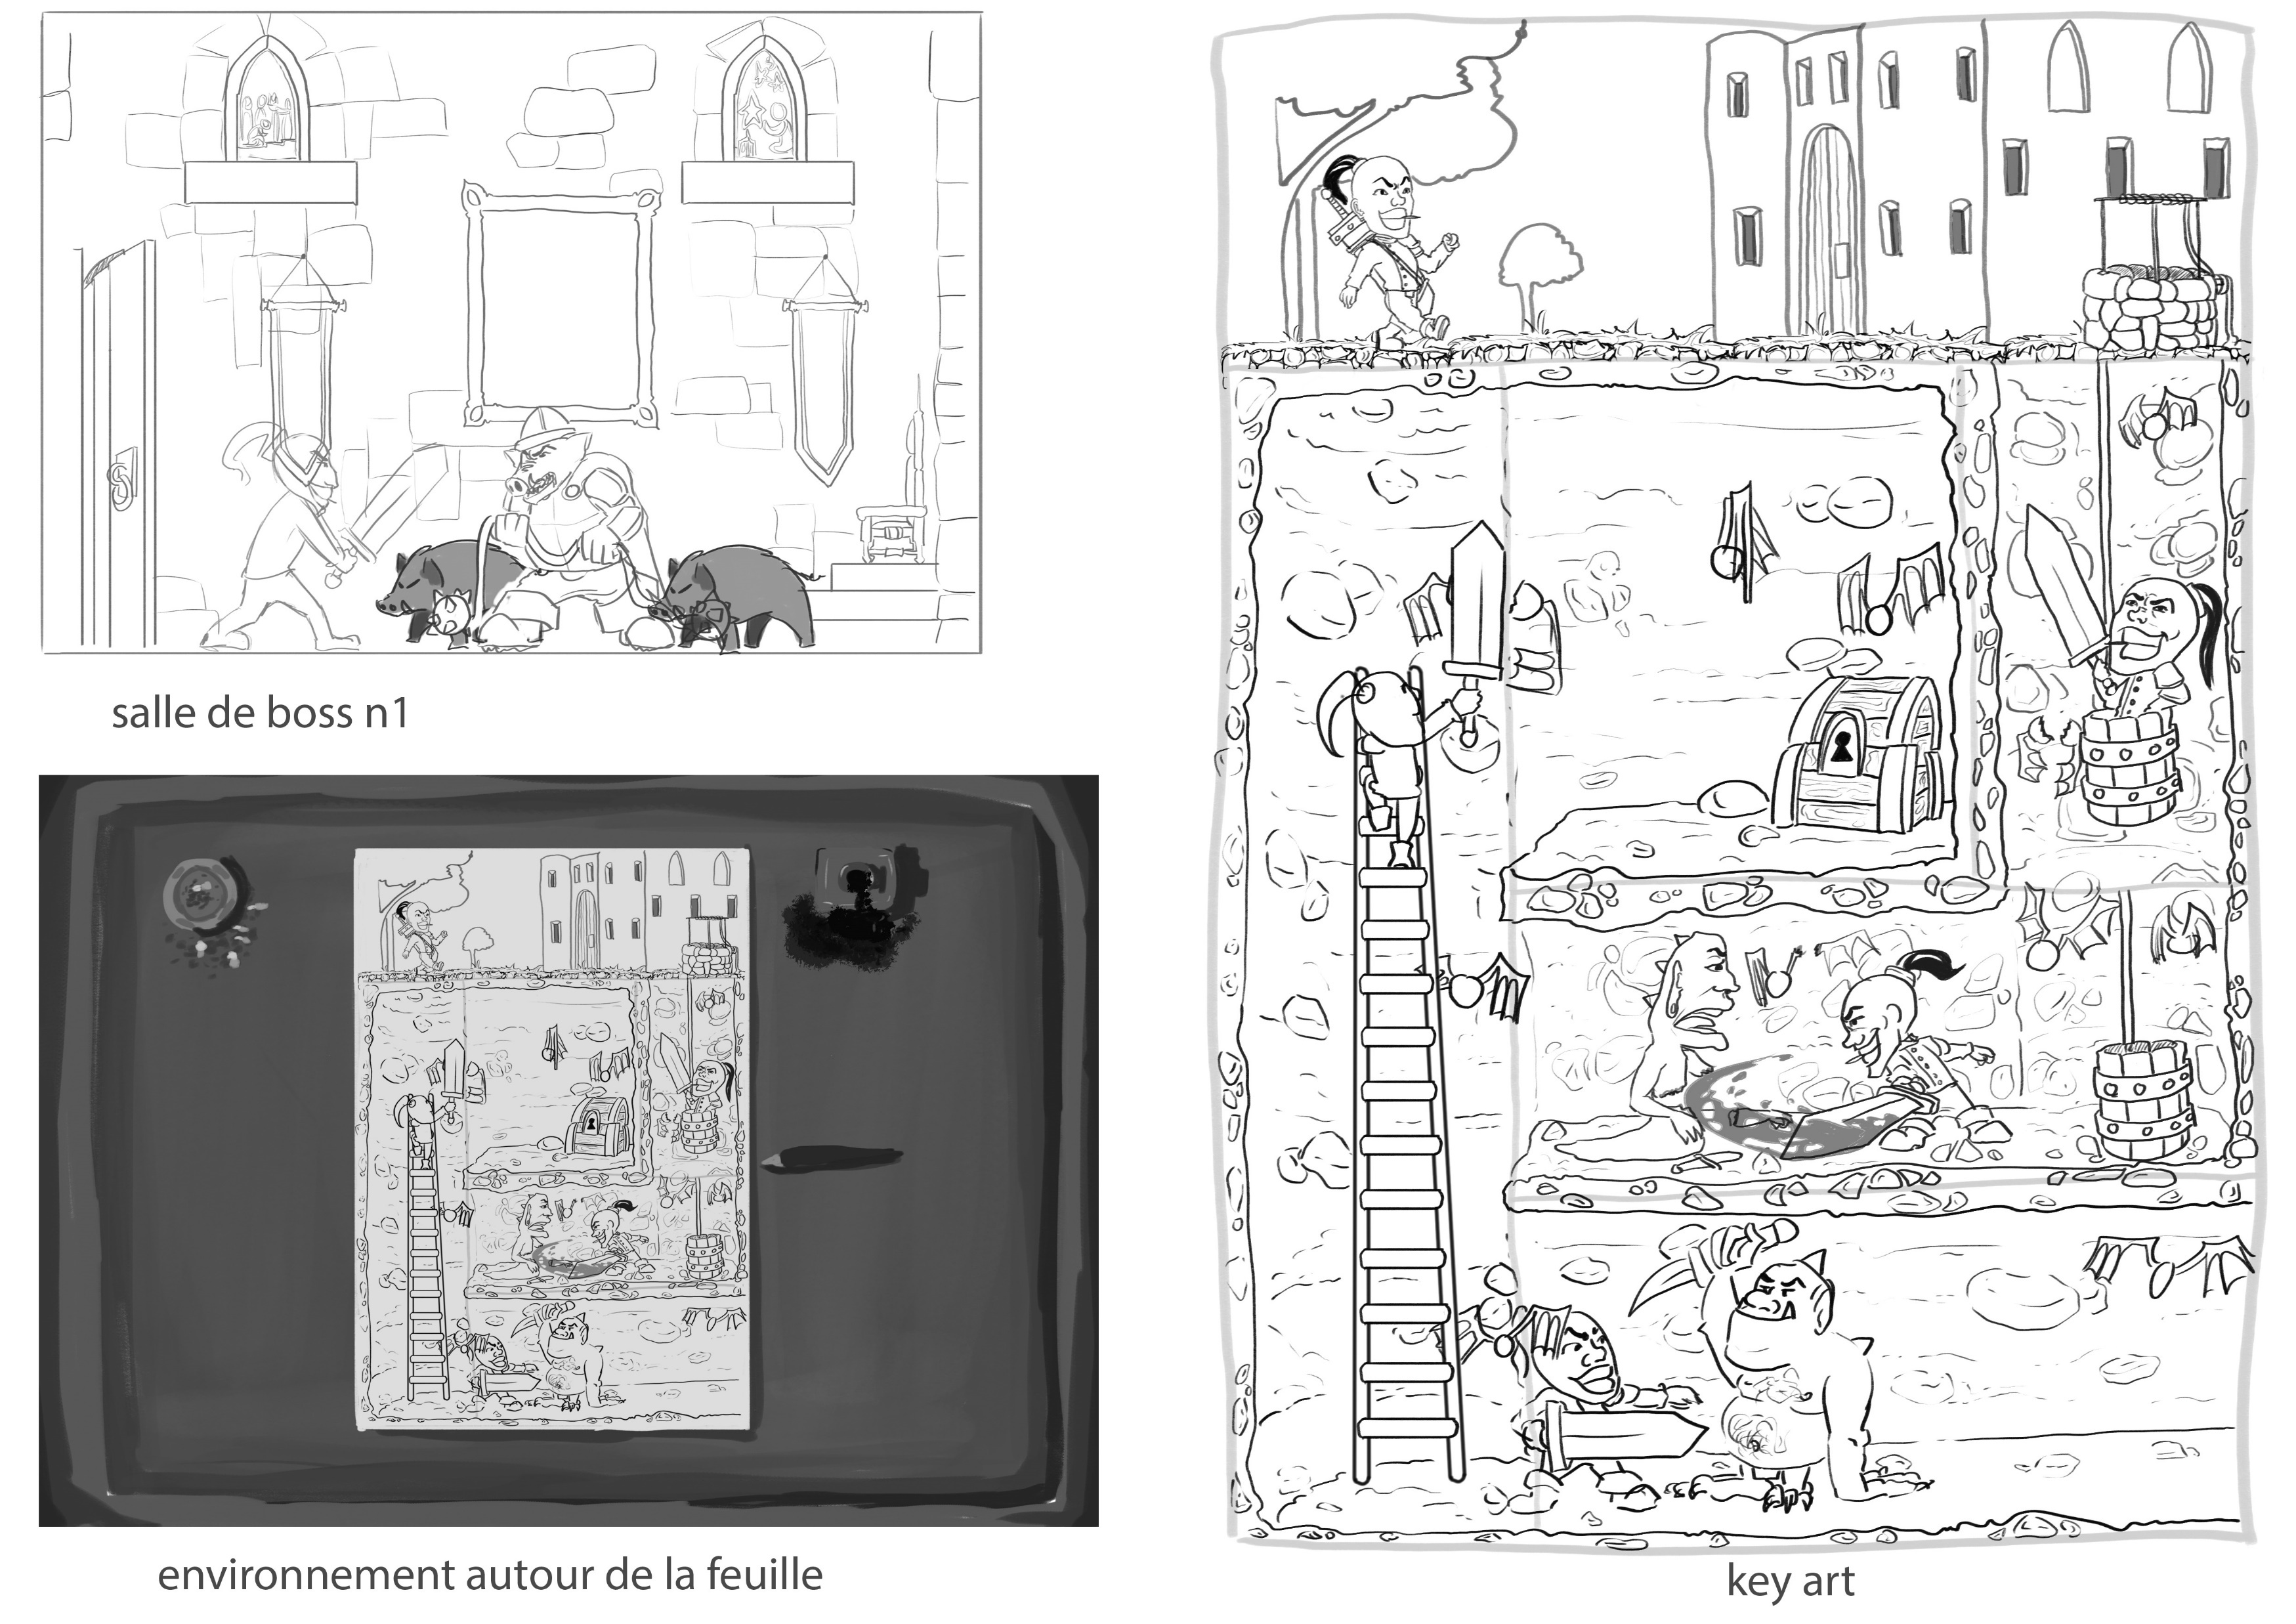 salle de boss n1
environnement autour de la feuille
key art